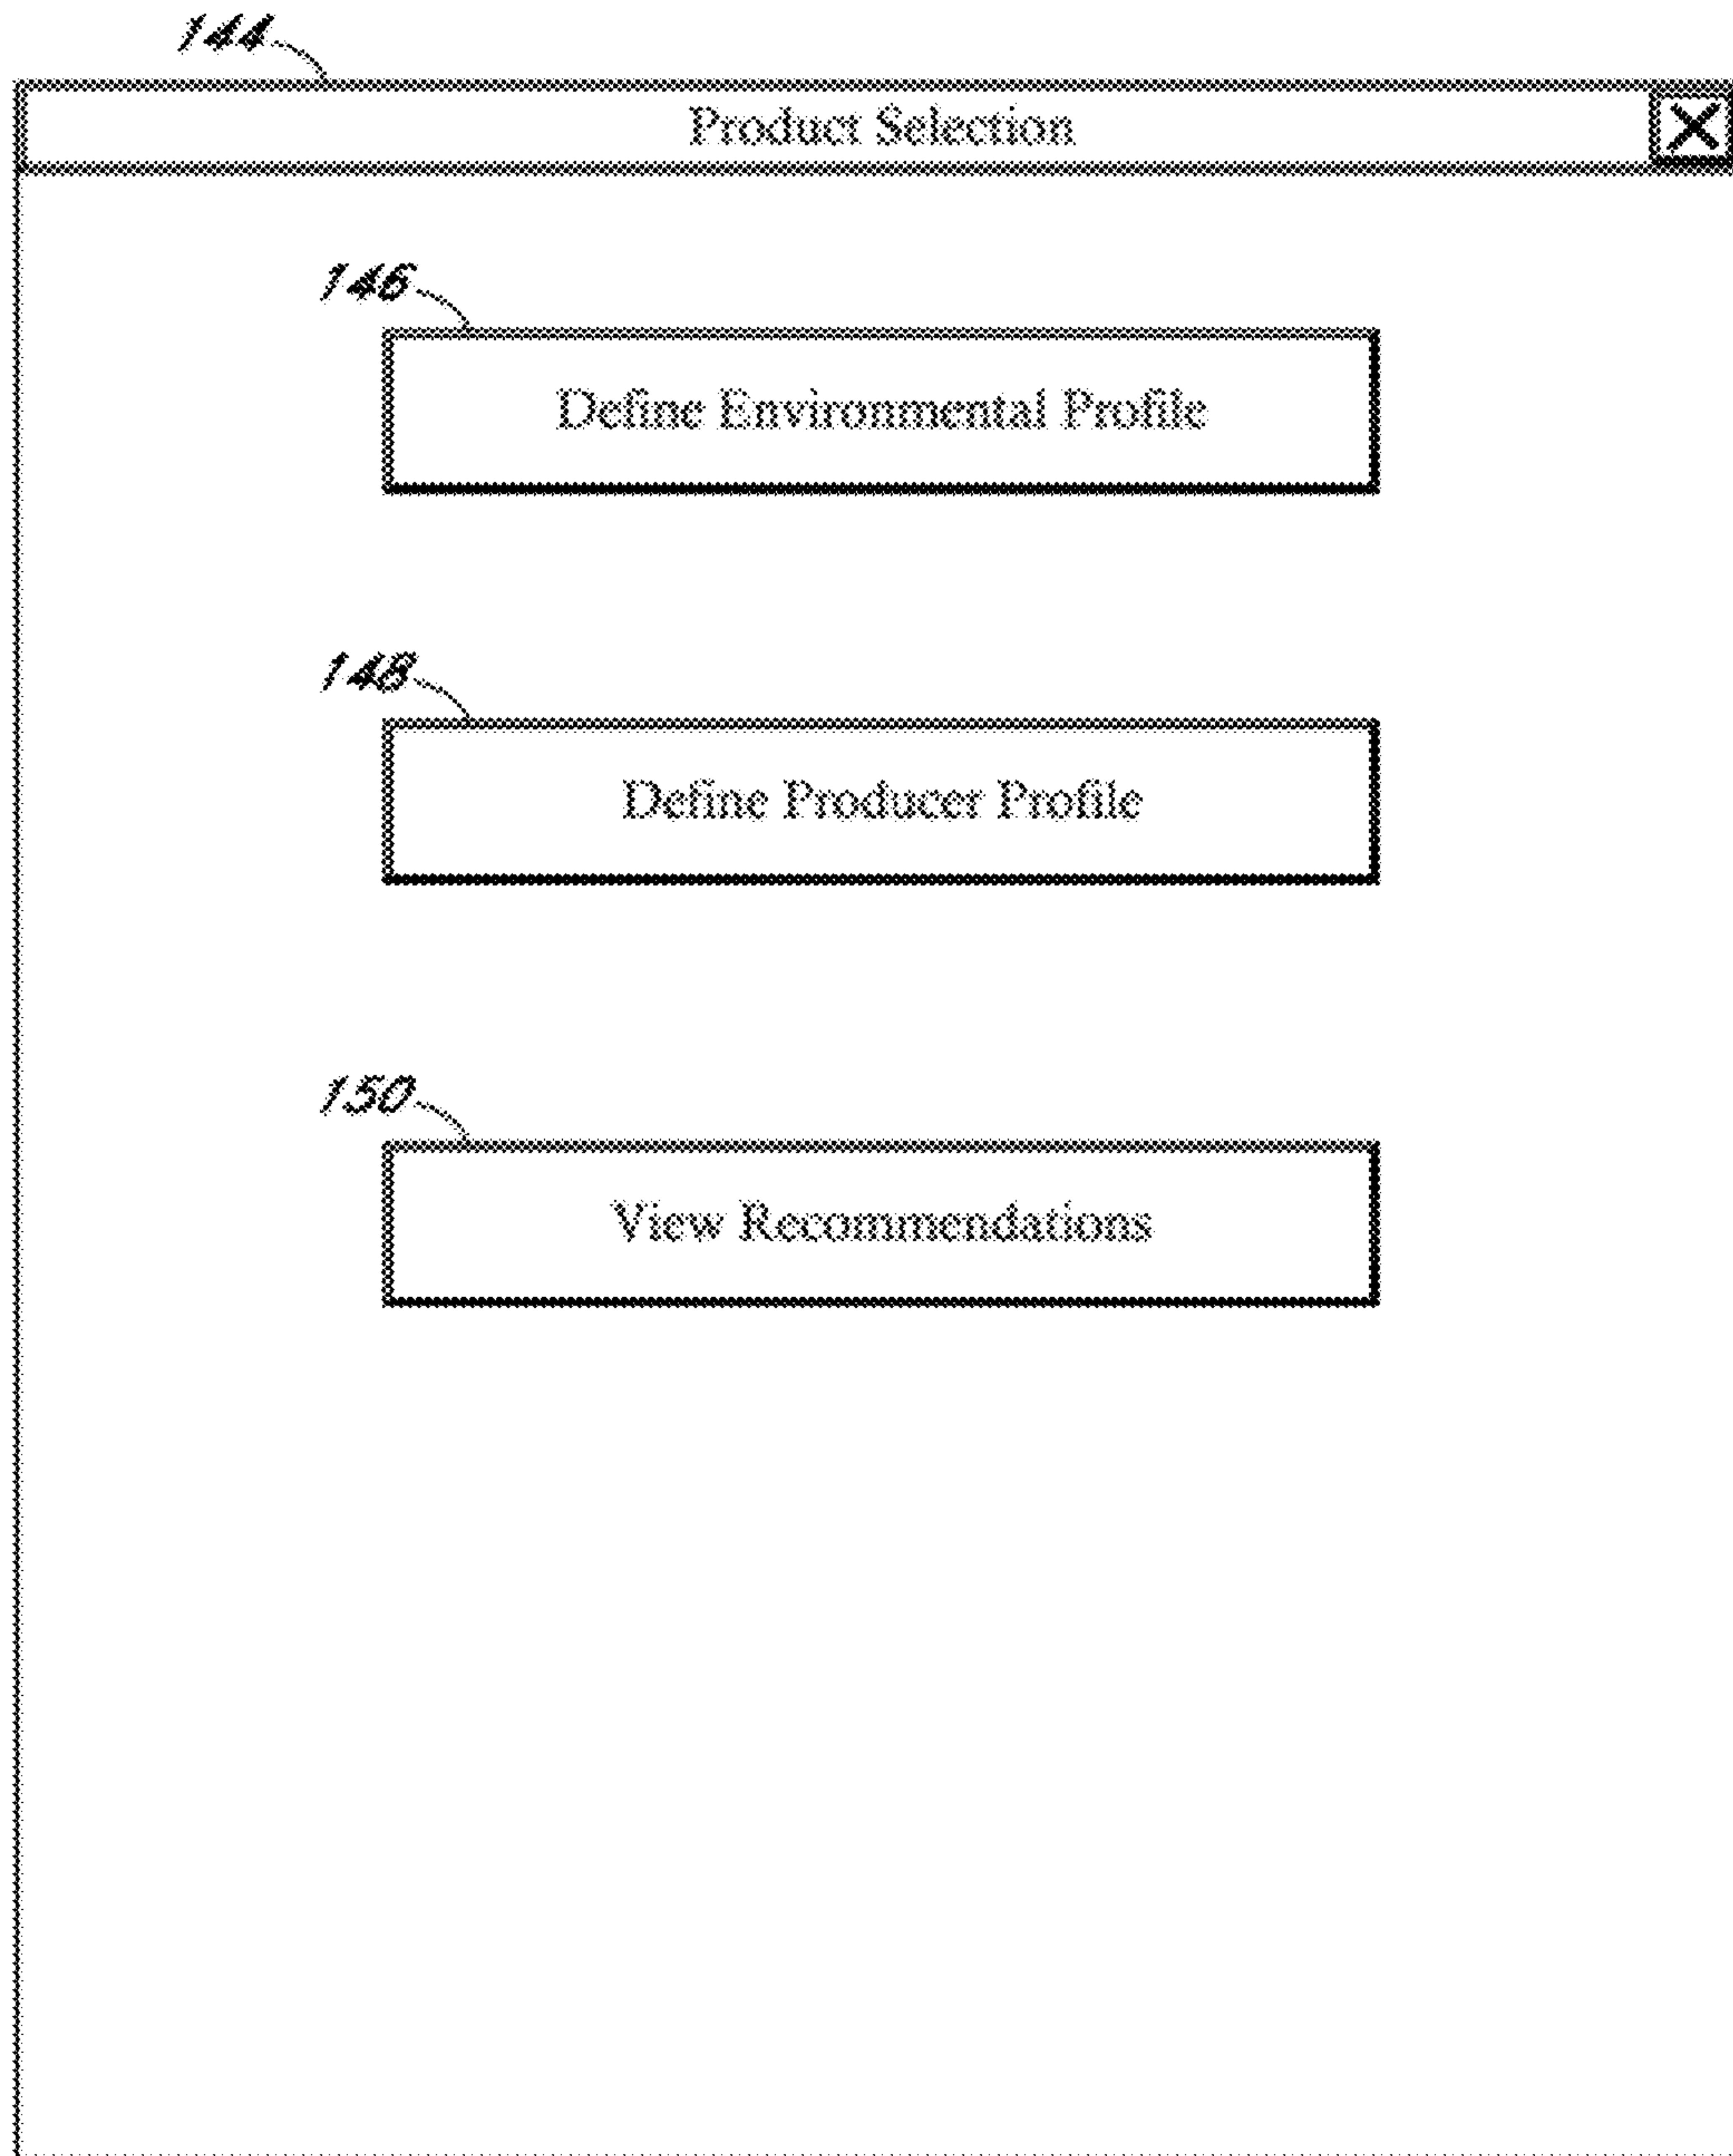 144
Product Selection
146
Define Environmental Profile
148
Define Producer Profile
150
View Recommendations